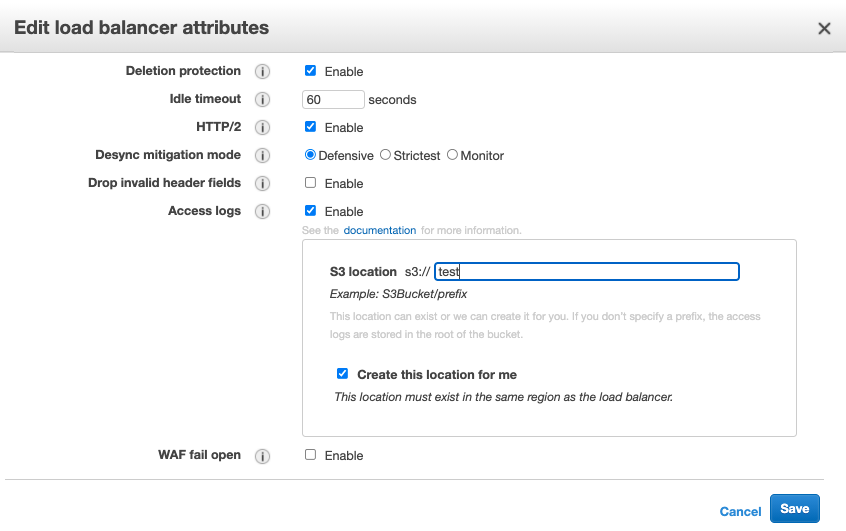 Edit load balancer attributes
Deletion protection i Enable
Idle timeout i 60 seconds
HTTP/2 i Enable
Desync mitigation mode i Defensive Strictest Monitor
Drop invalid header fields i Enable
Access logs i Enable
See the documentation for more information.
S3 location s3:// test
Example: S3Bucket/prefix
This location can exist or we can create it for you. If you don't specify a prefix, the access
logs are stored in the root of the bucket.
Create this location for me
This location must exist in the same region as the load balancer.
WAF fail open i Enable
Cancel Save